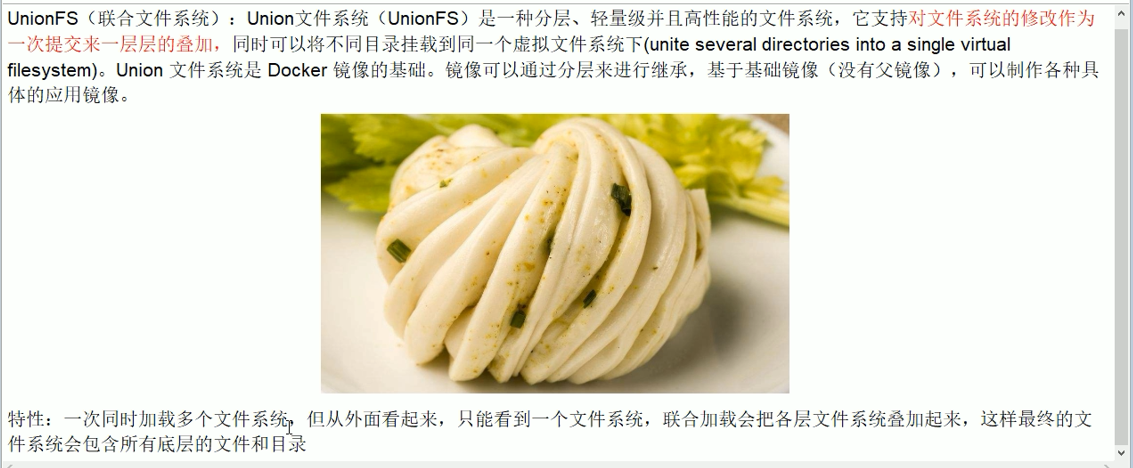 UnionFS（联合文件系统）：Union文件系统（UnionFS）是一种分层、轻量级并且高性能的文件系统，它支持对文件系统的修改作为
一次提交来一层层的叠加，同时可以将不同目录挂载到同一个虚拟文件系统下(unite several directories into a single virtual
filesystem)。Union 文件系统是 Docker 镜像的基础。镜像可以通过分层来进行继承，基于基础镜像（没有父镜像），可以制作各种具
体的应用镜像。
特性：一次同时加载多个文件系统，但从外面看起来，只能看到一个文件系统，联合加载会把各层文件系统叠加起来，这样最终的文
件系统会包含所有底层的文件和目录